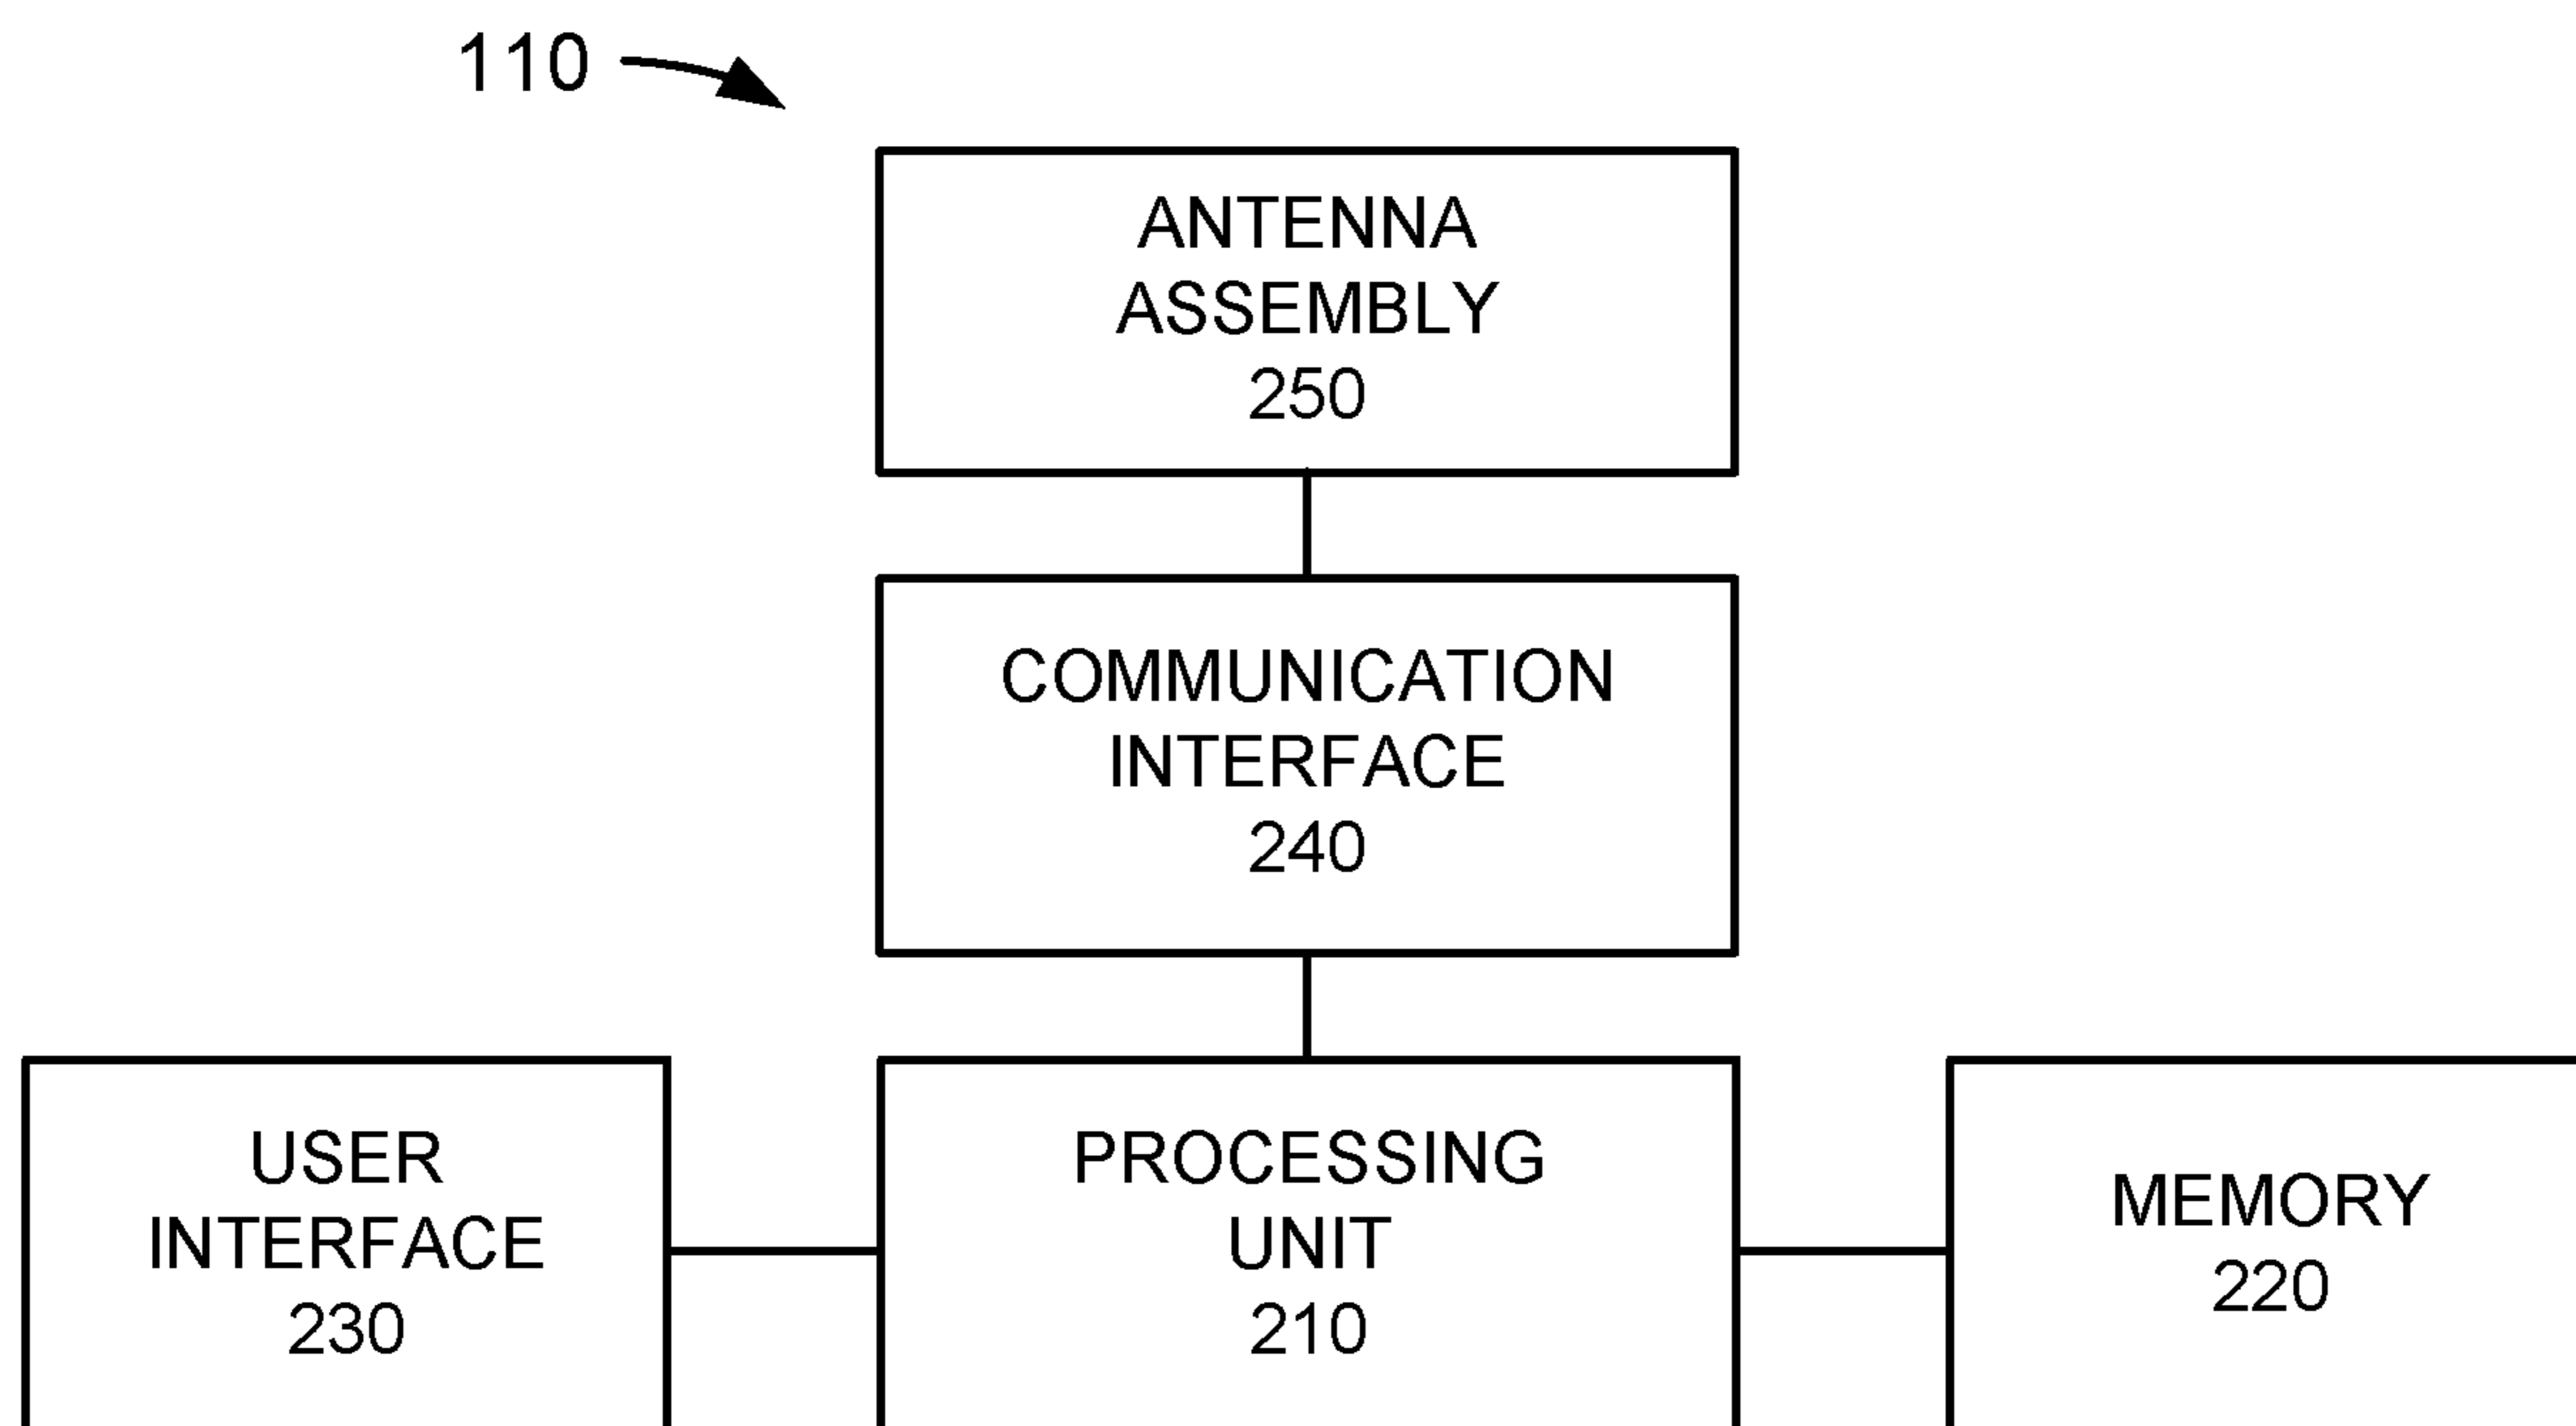 110
ANTENNA
ASSEMBLY
250
COMMUNICATION
INTERFACE
240
USER
INTERFACE
230
PROCESSING
UNIT
210
MEMORY
220